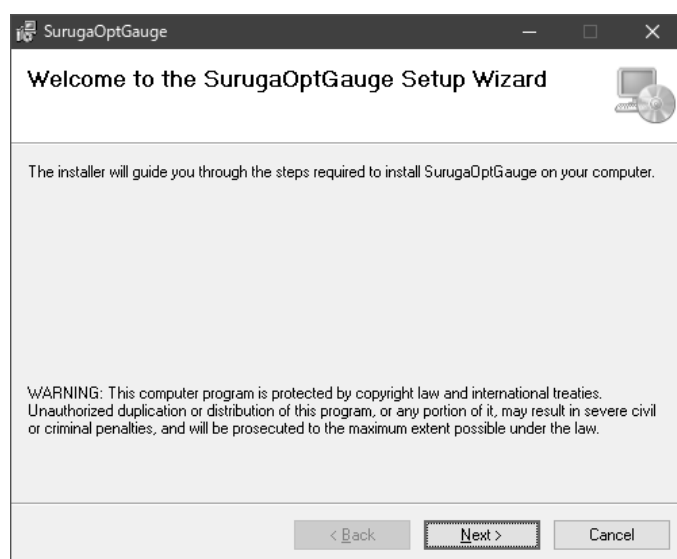 SurugaOptGauge
Welcome to the SurugaOptGauge Setup Wizard
The installer will guide you through the steps required to install SurugaOptGauge on your computer.
WARNING: This computer program is protected by copyright law and international treaties.
Unauthorized duplication or distribution of this program, or any portion of it, may result in severe civil
or criminal penalties, and will be prosecuted to the maximum extent possible under the law.
< Back Next > Cancel